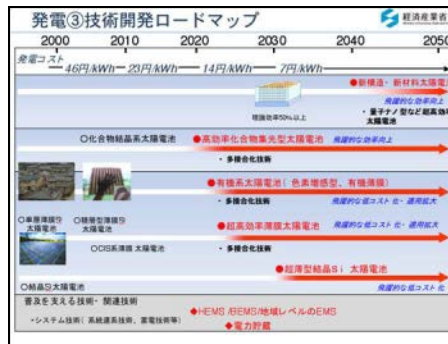 発電③技術開発ロードマップ
経済産業省
2000 2010 2020 2030 2040 2050
発電コスト
46円/kWh 23円/kWh 14円/kWh 7円/kWh
●新構造・新材料太陽電
飛躍的な効率向上
理論効率50%以上
・量子ナノ型など超高効率
太陽電池
○化合物結晶系太陽電池
●高効率化合物集光型太陽電池
飛躍的な効率向上
・多接合化技術
●有機系太陽電池(色素増感型、有機薄膜)
・多接合化技術
飛躍的な低コスト化・適用拡大
○単層薄膜Si
太陽電池
○積層型薄膜Si
太陽電池
●超高効率薄膜太陽電池
飛躍的な低コスト化・適用拡大
○CIS系薄膜 太陽電池
・多接合化技術
●超薄型結晶Si 太陽電池
○結晶Si太陽電池
飛躍的な低コスト化
普及を支える技術・関連技術
・システム技術(系統連系技術、蓄電技術等)
◆HEMS/BEMS/地域レベルのEMS
◆電力貯蔵